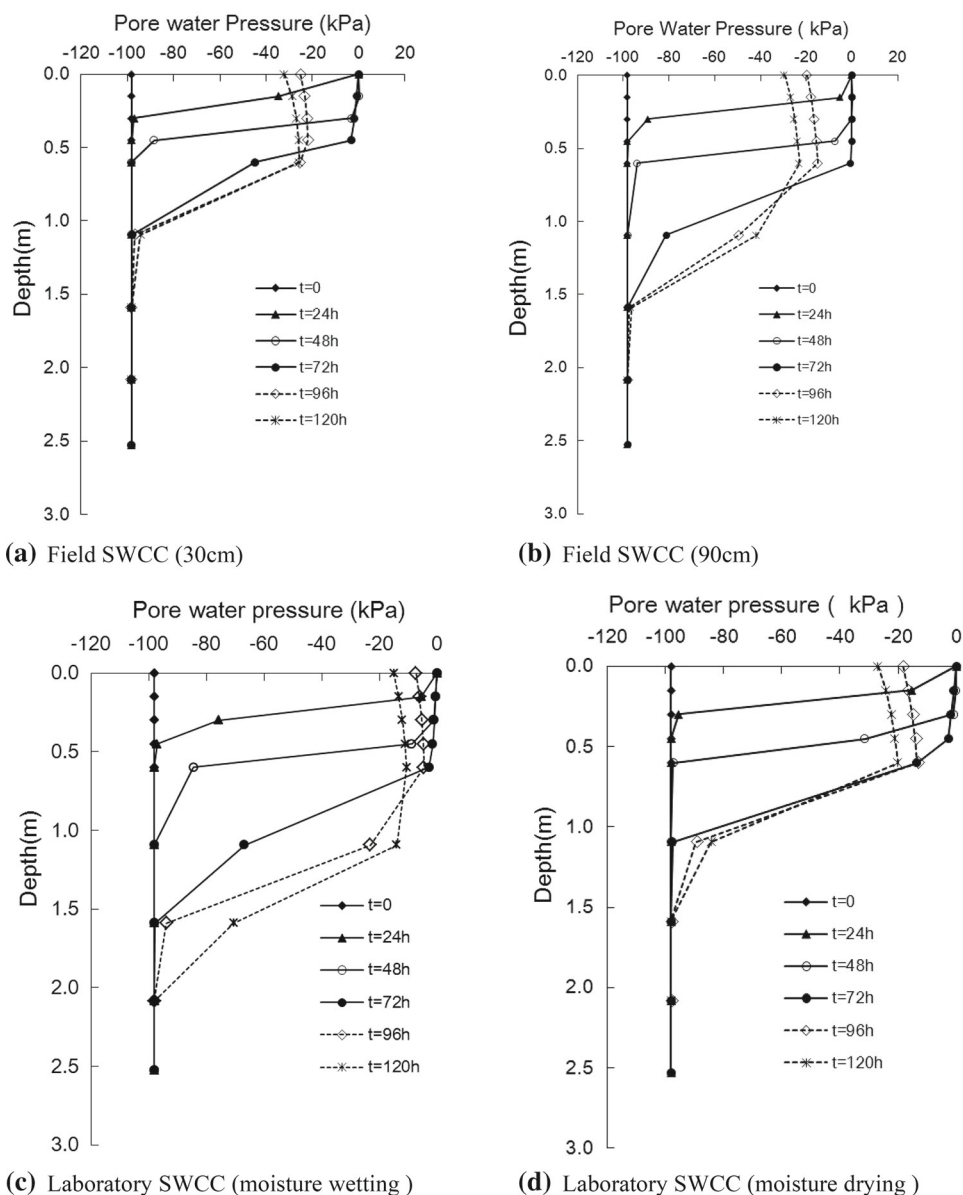 Pore water Pressure (kPa)
-120 -100 -80 -60 -40 -20 0 20
0.0
0.5
1.0
1.5
2.0
2.5
3.0
Depth(m)
t=0
t=24h
t=48h
t=72h
t=96h
t=120h
(a) Field SWCC (30cm)
Pore Water Pressure ( kPa)
-120 -100 -80 -60 -40 -20 0 20
0.0
0.5
1.0
1.5
2.0
2.5
3.0
Depth(m)
t=0
t=24h
t=48h
t=72h
t=96h
t=120h
(b) Field SWCC (90cm)
Pore water pressure (kPa)
-120 -100 -80 -60 -40 -20 0
0.0
0.5
1.0
1.5
2.0
2.5
3.0
Depth(m)
t=0
t=24h
t=48h
t=72h
t=96h
t=120h
(c) Laboratory SWCC (moisture wetting )
Pore water pressure ( kPa )
-120 -100 -80 -60 -40 -20 0
0.0
0.5
1.0
1.5
2.0
2.5
3.0
Depth(m)
t=0
t=24h
t=48h
t=72h
t=96h
t=120h
(d) Laboratory SWCC (moisture drying )